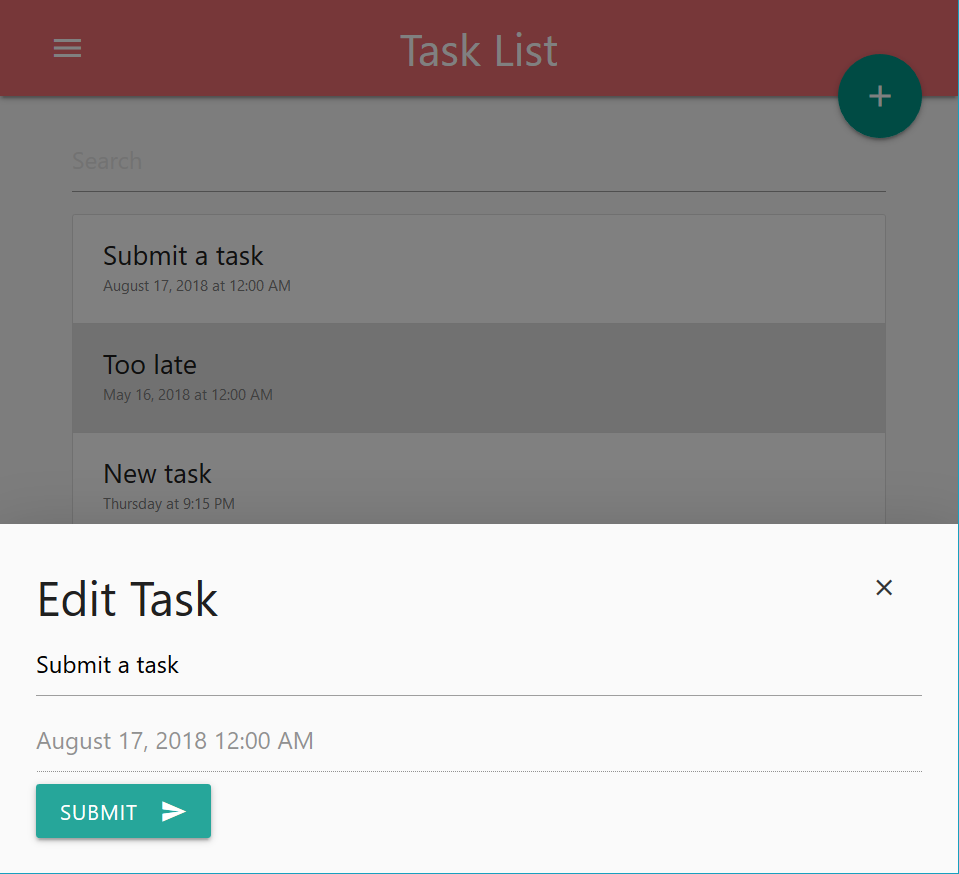 Task List
Search
Submit a task
August 17, 2018 at 12:00 AM
Too late
May 16, 2018 at 12:00 AM
New task
Thursday at 9:15 PM
Edit Task
Submit a task
August 17, 2018 12:00 AM
SUBMIT